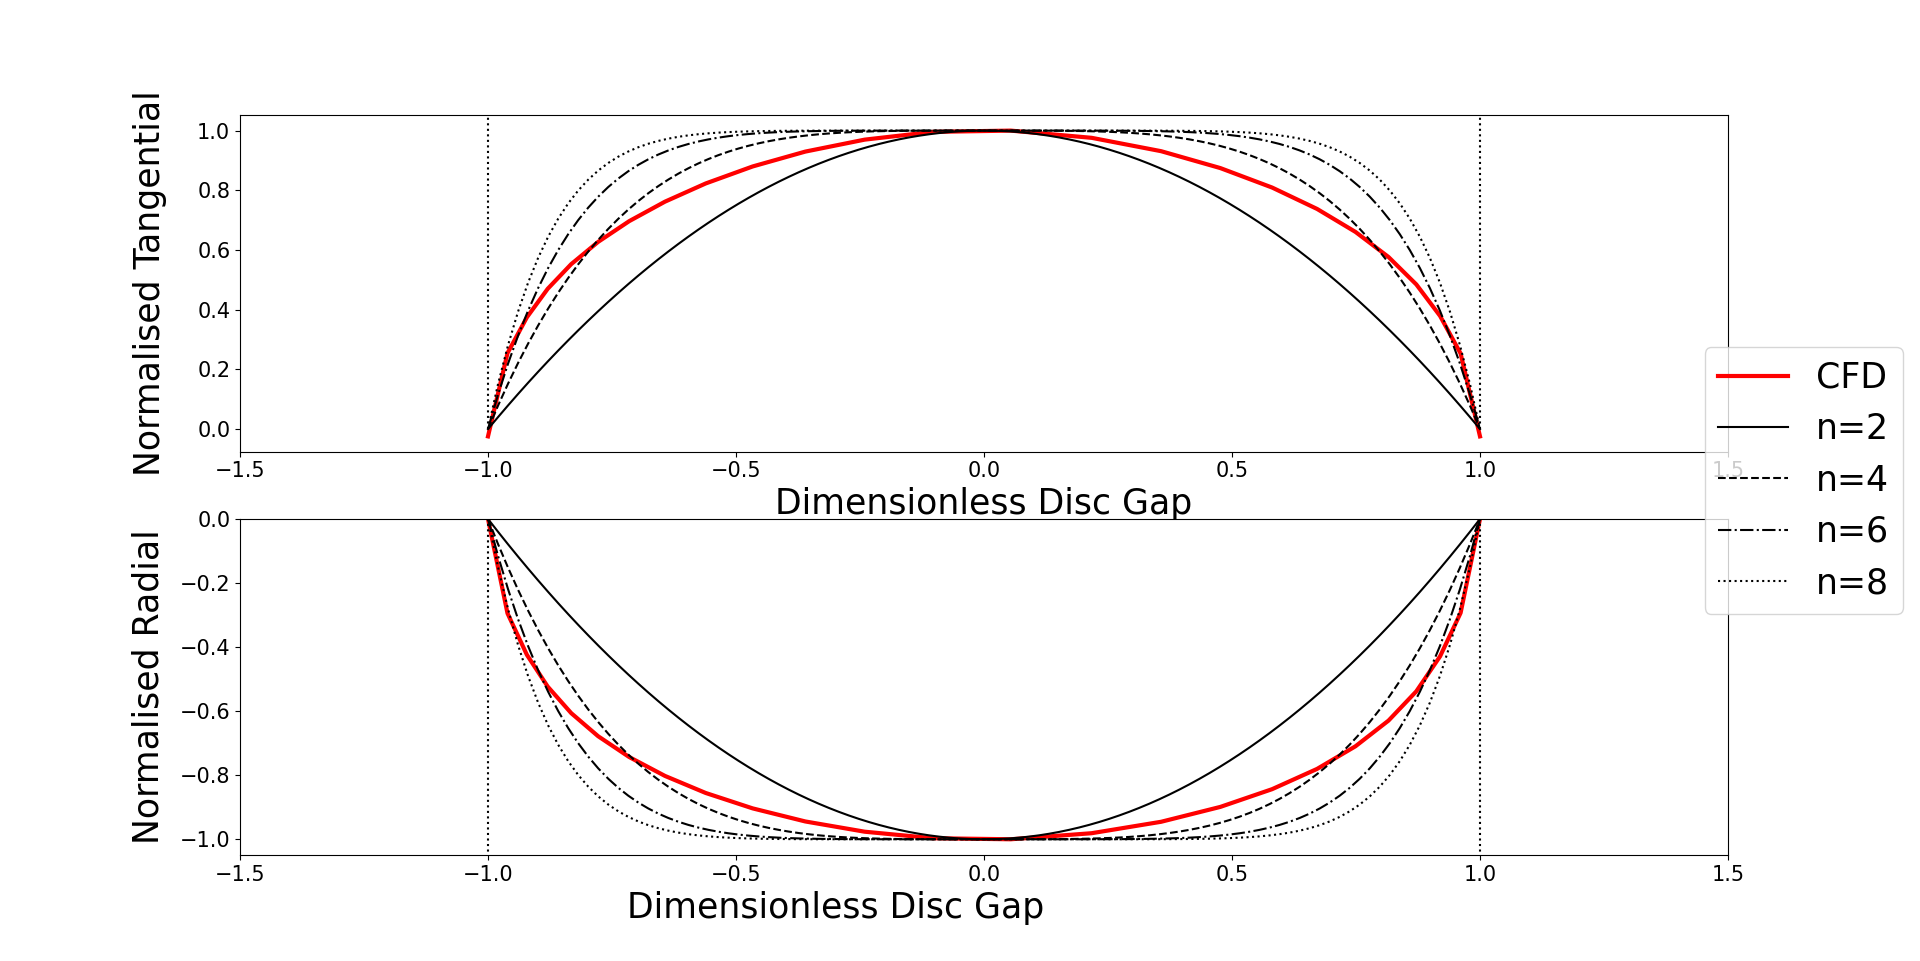 Normalised Tangential
1.0
0.8
0.6
0.4
0.2
0.0
−1.5 −1.0 −0.5 0.0 0.5 1.0 1.5
Dimensionless Disc Gap
Normalised Radial
0.0
−0.2
−0.4
−0.6
−0.8
−1.0
−1.5 −1.0 −0.5 0.0 0.5 1.0 1.5
Dimensionless Disc Gap
CFD
n=2
n=4
n=6
n=8